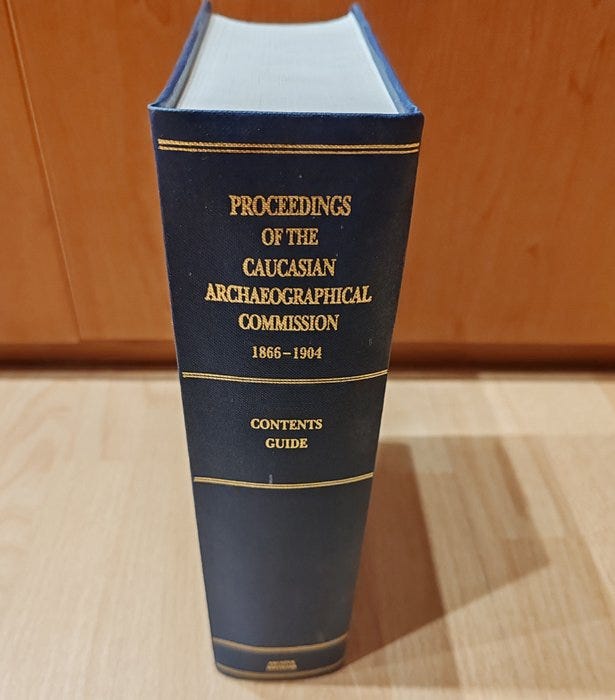 PROCEEDINGS
OF THE
CAUCASIAN
ARCHAEOGRAPHICAL
COMMISSION
1866–1904
CONTENTS
GUIDE